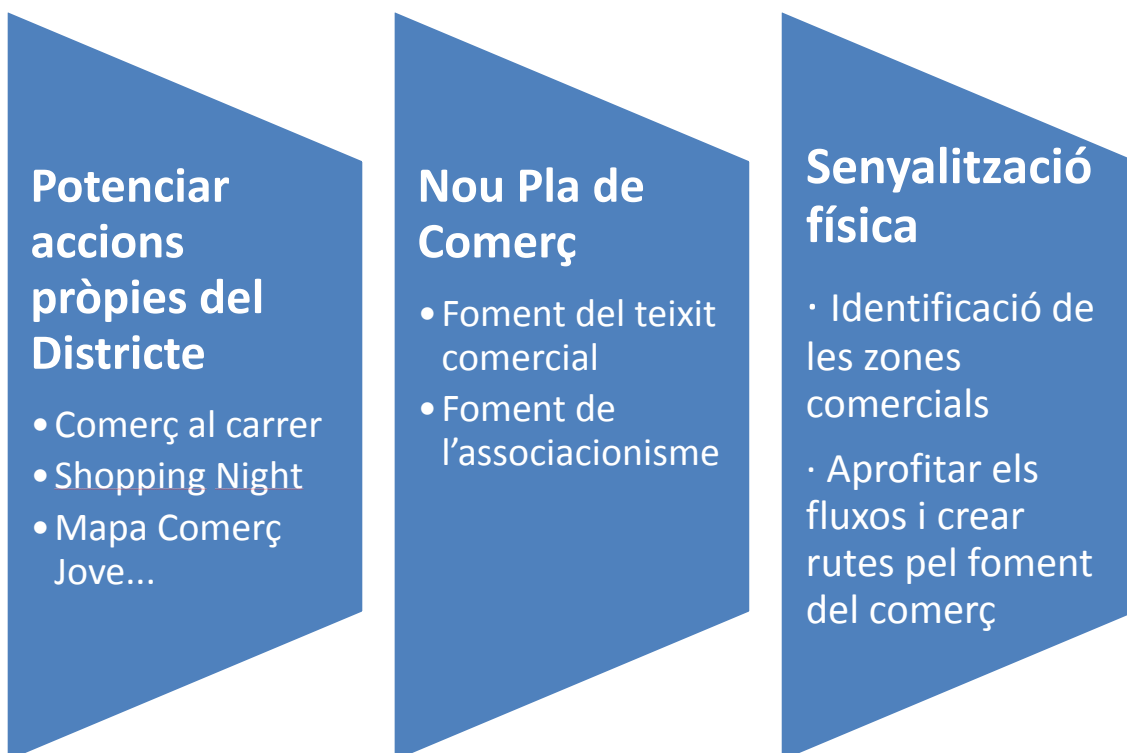 Potenciar
accions
pròpies del
Districte
•Comerç al carrer
•Shopping Night
•Mapa Comerç
Jove...
Nou Pla de
Comerç
•Foment del teixit
comercial
•Foment de
l’associacionisme
Senyalització
física
· Identificació de
les zones
comercials
· Aprofitar els
fluxos i crear
rutes pel foment
del comerç